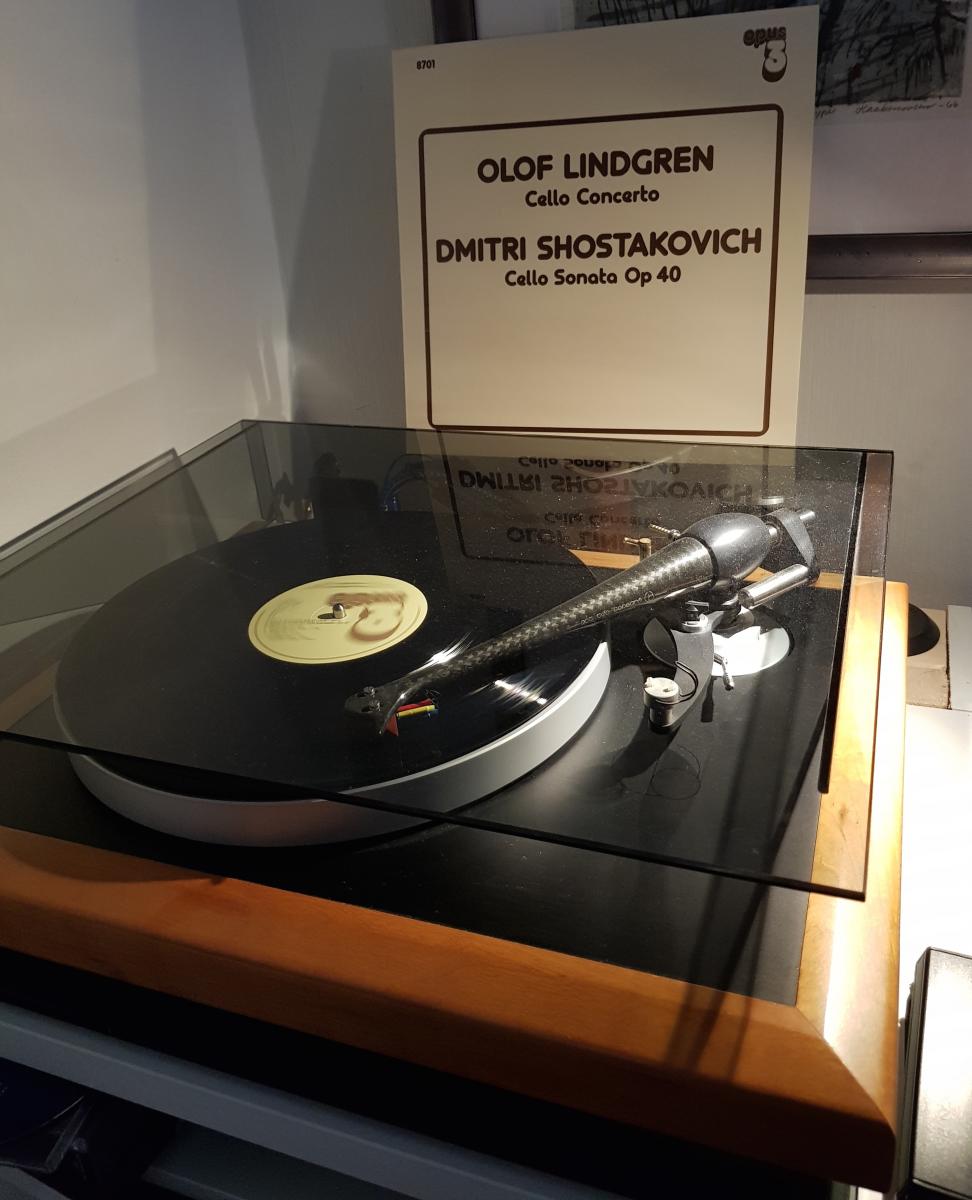 8701
opus 3
OLOF LINDGREN
Cello Concerto
DMITRI SHOSTAKOVICH
Cello Sonata Op 40